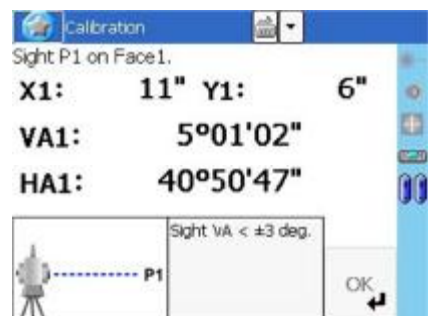 Calibration
Sight P1 on Face1.
X1: 11" Y1: 6"
VA1: 5°01'02"
HA1: 40°50'47"
Sight VA < ±3 deg.
P1
OK